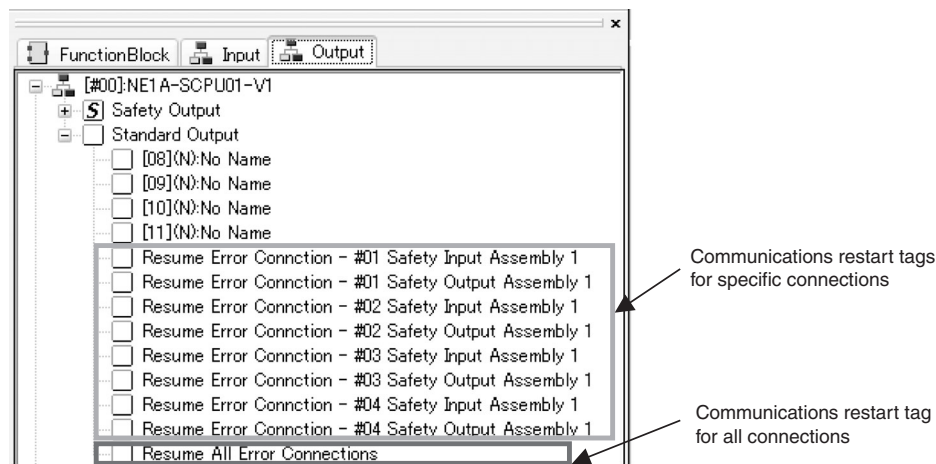 x
FunctionBlock Input Output
[#00]:NE1A-SCPU01-V1
S Safety Output
Standard Output
[08](N):No Name
[09](N):No Name
[10](N):No Name
[11](N):No Name
Resume Error Connction - #01 Safety Input Assembly 1
Resume Error Connction - #01 Safety Output Assembly 1
Resume Error Connction - #02 Safety Input Assembly 1
Resume Error Connction - #02 Safety Output Assembly 1
Resume Error Connction - #03 Safety Input Assembly 1
Resume Error Connction - #03 Safety Output Assembly 1
Resume Error Connction - #04 Safety Input Assembly 1
Resume Error Connction - #04 Safety Output Assembly 1
Resume All Error Connections
Communications restart tags
for specific connections
Communications restart tag
for all connections